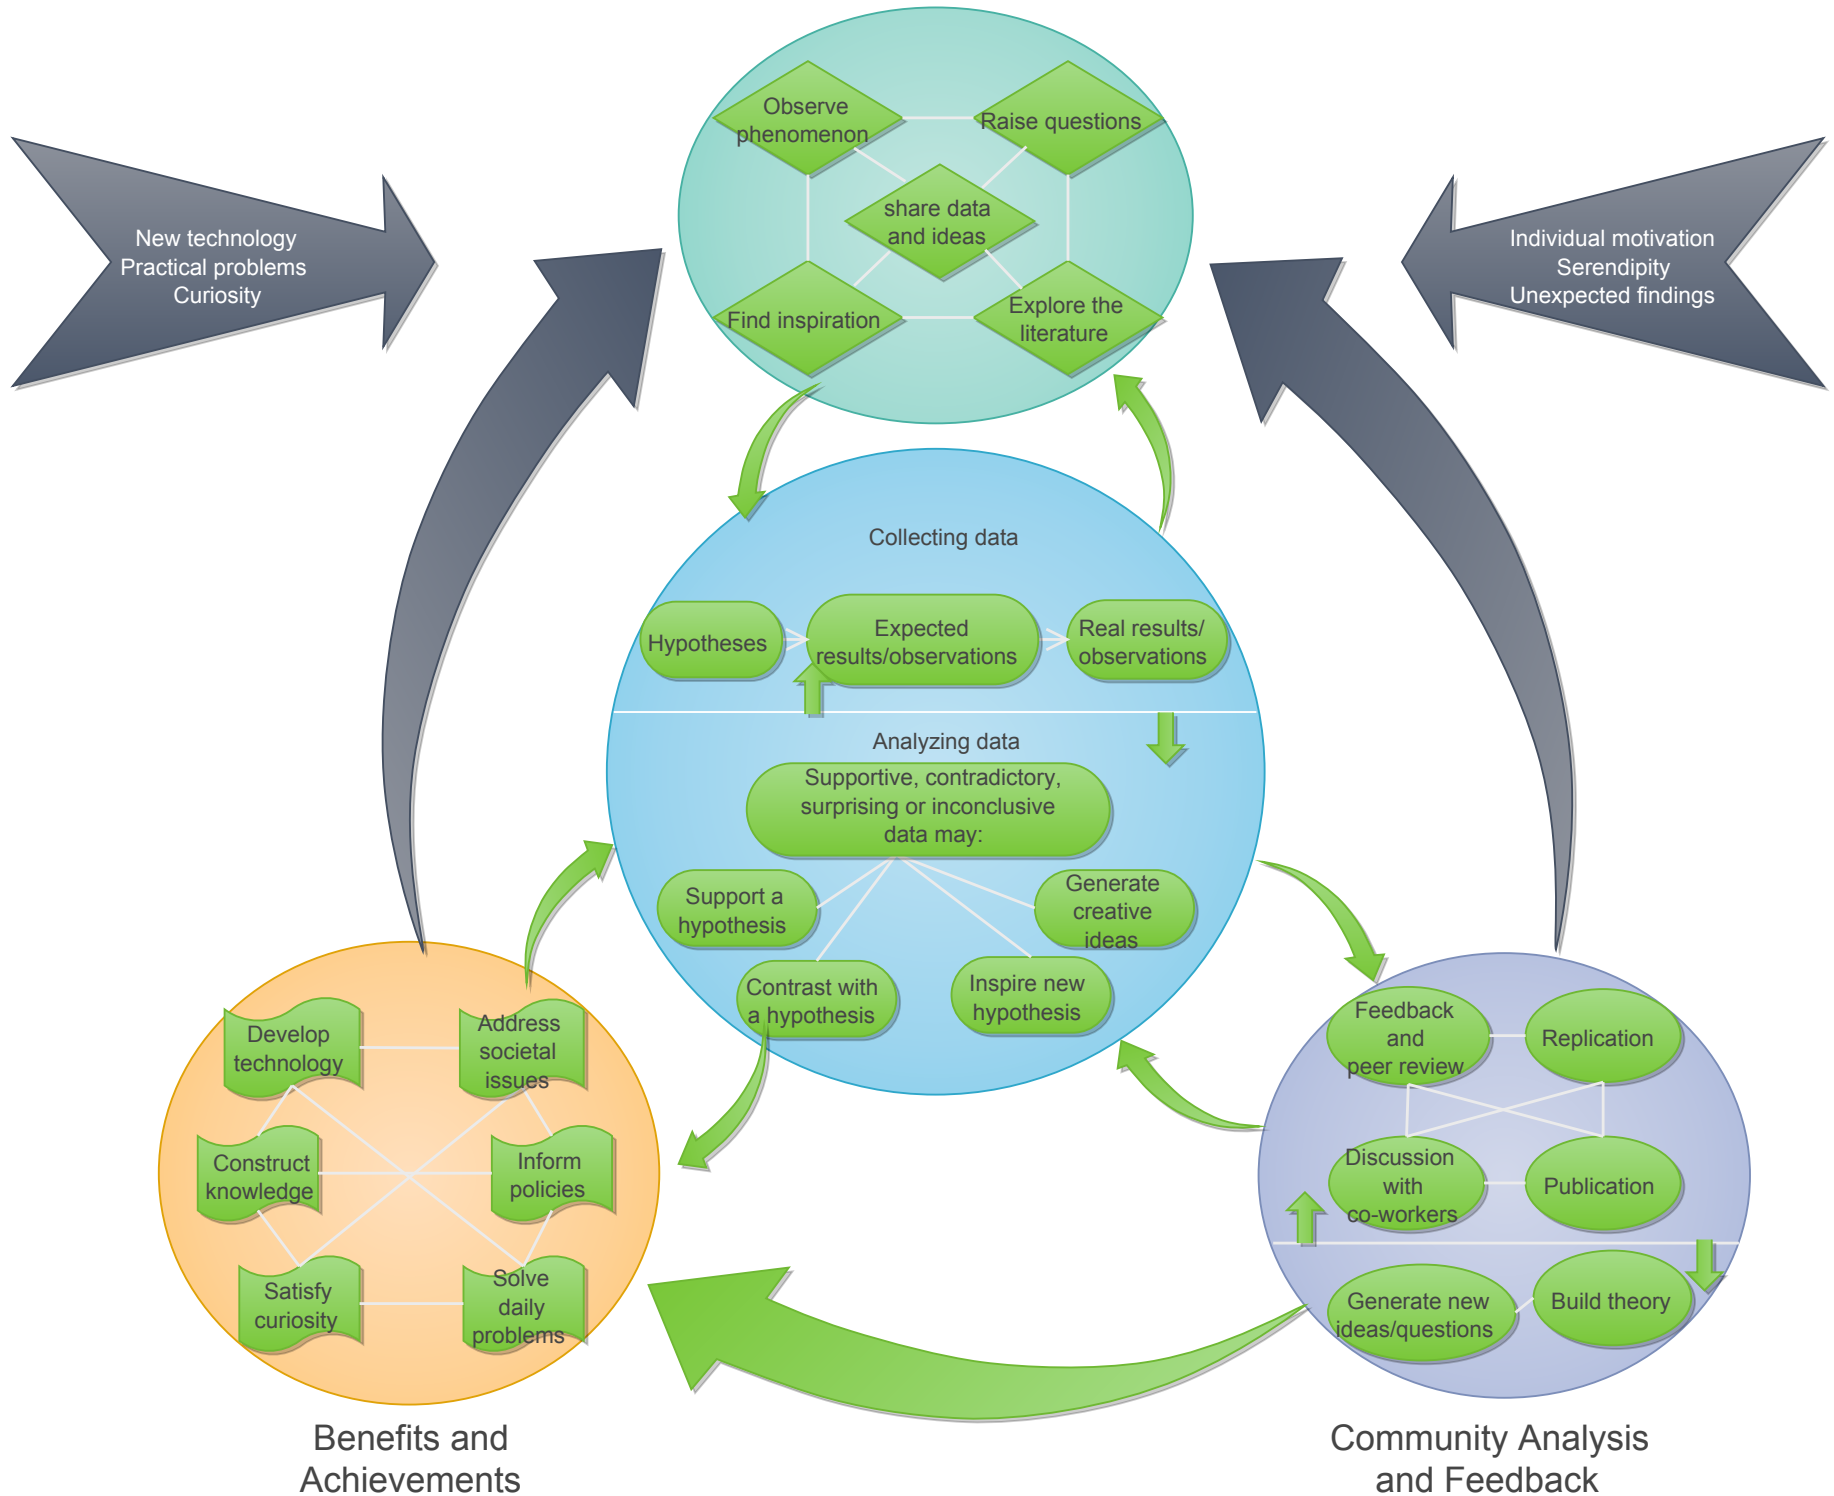 Observe
phenomenon
Raise questions
share data
and ideas
Find inspiration
Explore the
literature
New technology
Practical problems
Curiosity
Individual motivation
Serendipity
Unexpected findings
Collecting data
Hypotheses
Expected
results/observations
Real results/
observations
Analyzing data
Supportive, contradictory,
surprising or inconclusive
data may:
Support a
hypothesis
Generate
creative
ideas
Contrast with
a hypothesis
Inspire new
hypothesis
Develop
technology
Address
societal
issues
Construct
knowledge
Inform
policies
Satisfy
curiosity
Solve
daily
problems
Feedback
and
peer review
Replication
Discussion
with
co-workers
Publication
Generate new
ideas/questions
Build theory
Benefits and
Achievements
Community Analysis
and Feedback